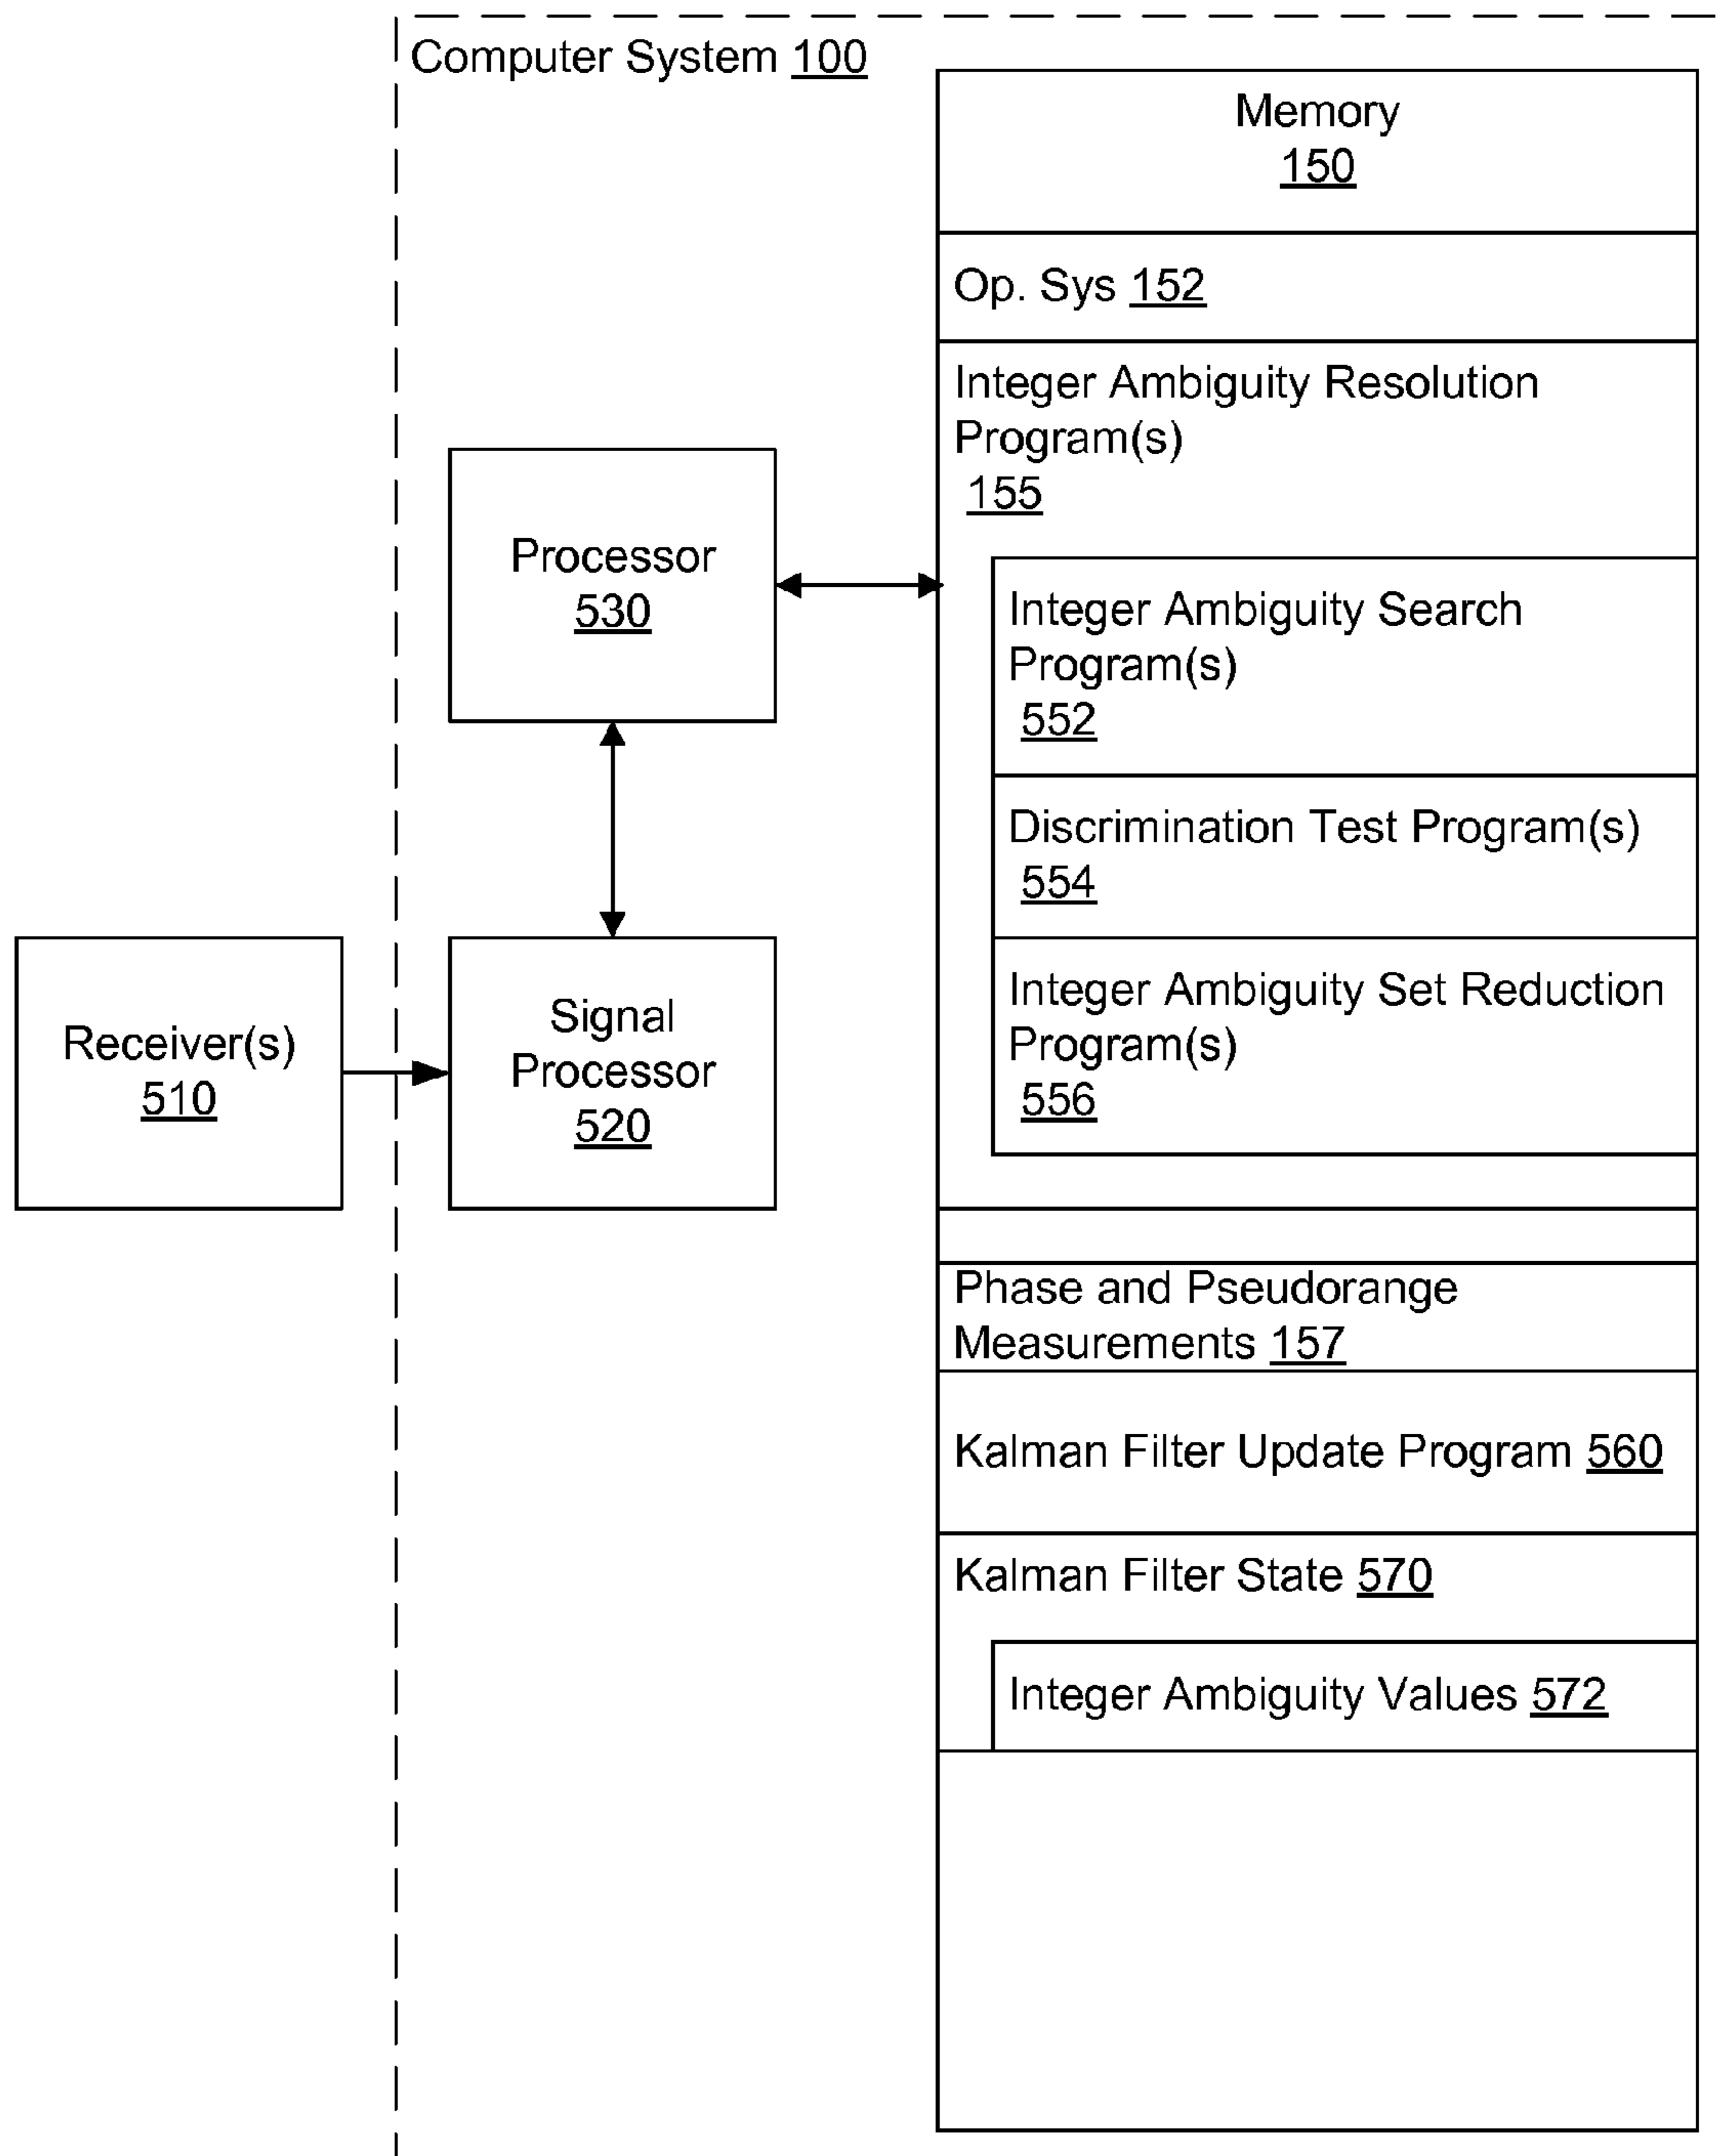 Computer System 100
Memory
150
Op. Sys 152
Integer Ambiguity Resolution
Program(s)
155
Integer Ambiguity Search
Program(s)
552
Discrimination Test Program(s)
554
Integer Ambiguity Set Reduction
Program(s)
556
Phase and Pseudorange
Measurements 157
Kalman Filter Update Program 560
Kalman Filter State 570
Integer Ambiguity Values 572
Processor
530
Signal
Processor
520
Receiver(s)
510